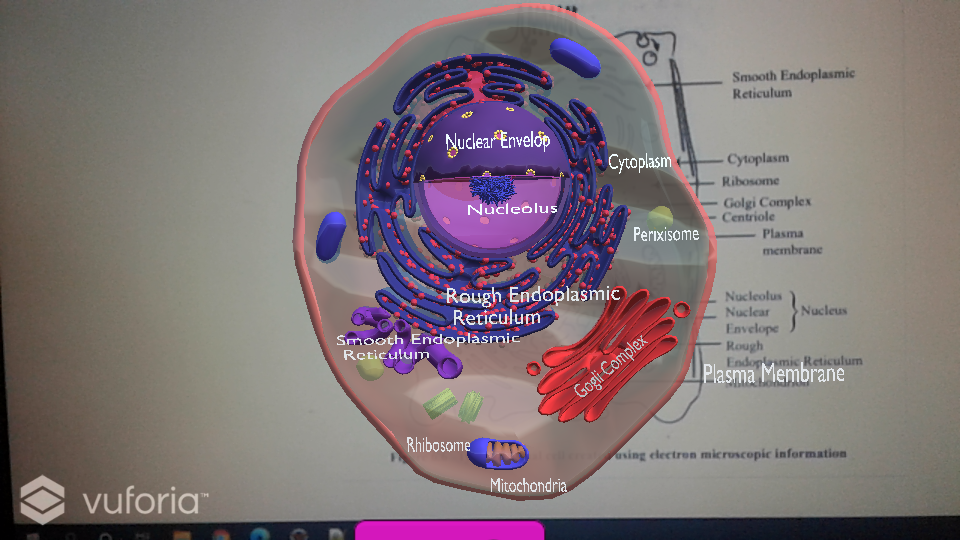 Smooth Endoplasmic
Reticulum
Nuclear Envelop
Cytoplasm
Cytoplasm
Ribosome
Nucleolus
Golgi Complex
Centriole
Perixisome
Plasma
membrane
Rough Endoplasmic
Reticulum
Nucleolus
Nuclear
Envelope
Nucleus
Smooth Endoplasmic
Reticulum
Rough
Endoplasmic Reticulum
Gogli Complex
Plasma Membrane
Rhibosome
using electron microscopic information
Mitochondria
vuforia™